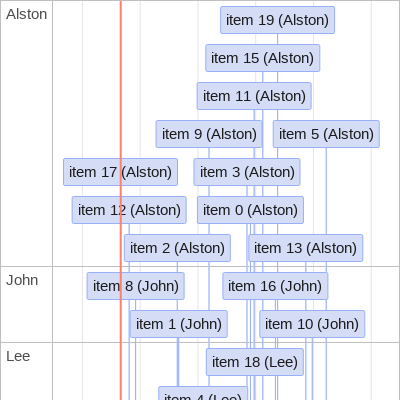 Alston
item 19 (Alston)
item 15 (Alston)
item 11 (Alston)
item 9 (Alston) item 5 (Alston)
item 17 (Alston) item 3 (Alston)
item 12 (Alston) item 0 (Alston)
item 2 (Alston) item 13 (Alston)
John
item 8 (John) item 16 (John)
item 1 (John) item 10 (John)
Lee
item 18 (Lee)
item 4 (Lee)